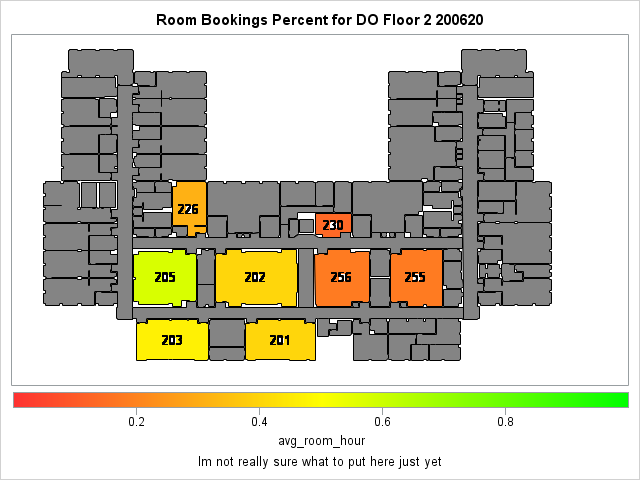 Room Bookings Percent for DO Floor 2 200620
226
230
205
202
256
255
203
201
0.2 0.4 0.6 0.8
avg_room_hour
Im not really sure what to put here just yet